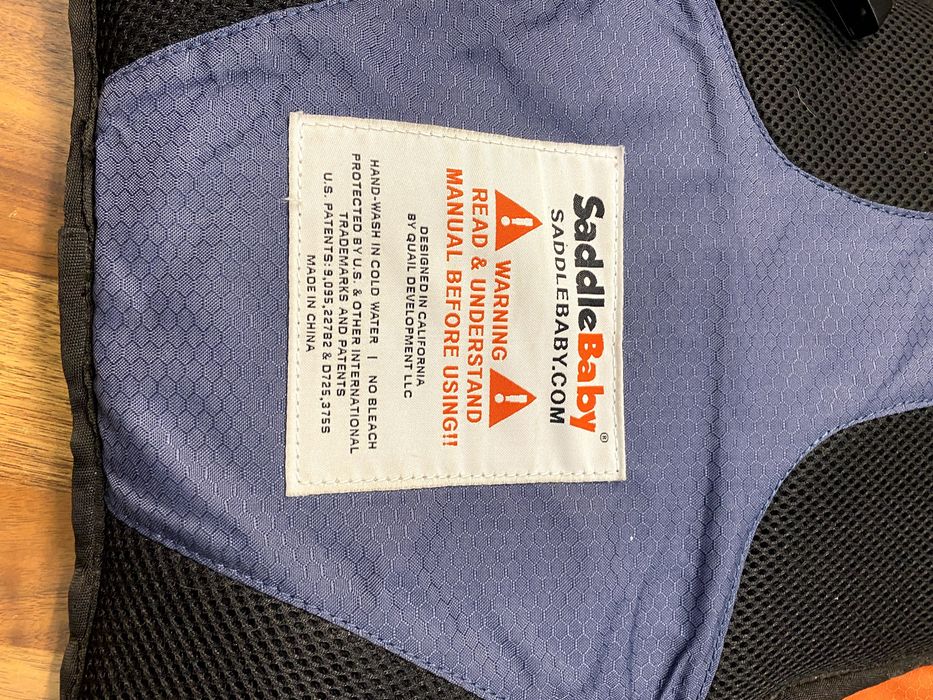 SaddleBaby®
SADDLEBABY.COM
! WARNING !
READ & UNDERSTAND
MANUAL BEFORE USING!!
DESIGNED IN CALIFORNIA
BY QUAIL DEVELOPMENT LLC
HAND-WASH IN COLD WATER | NO BLEACH
PROTECTED BY U.S. & OTHER INTERNATIONAL
TRADEMARKS AND PATENTS
U.S. PATENTS: 9,095,227B2 & D725,375S
MADE IN CHINA